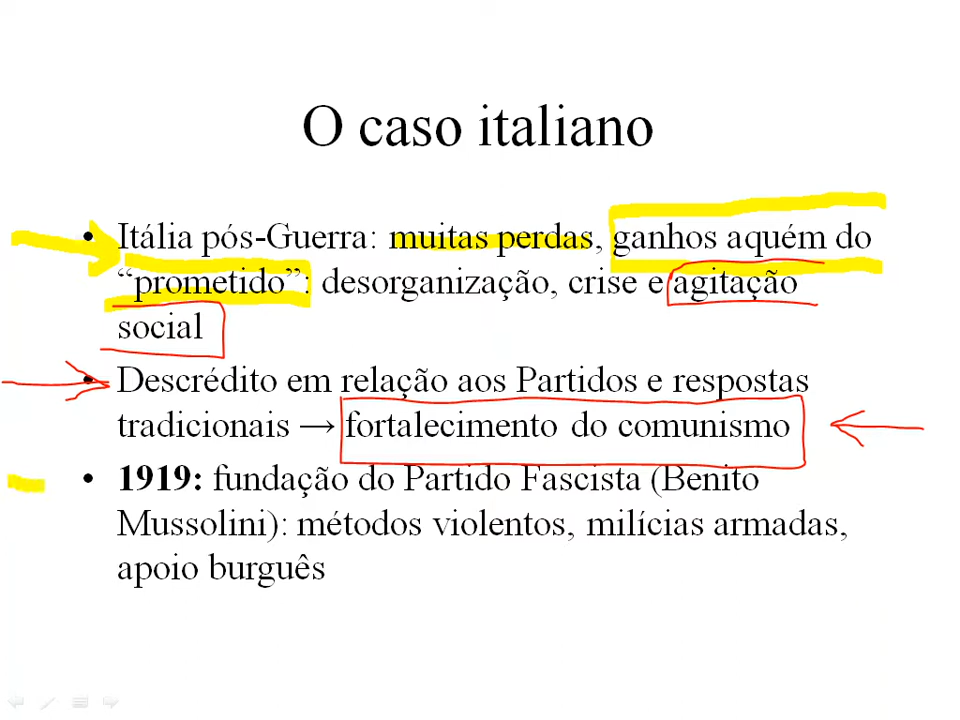 O caso italiano
• Itália pós-Guerra: muitas perdas, ganhos aquém do
“prometido”: desorganização, crise e agitação
social
• Descrédito em relação aos Partidos e respostas
tradicionais → fortalecimento do comunismo
• 1919: fundação do Partido Fascista (Benito
Mussolini): métodos violentos, milícias armadas,
apoio burguês